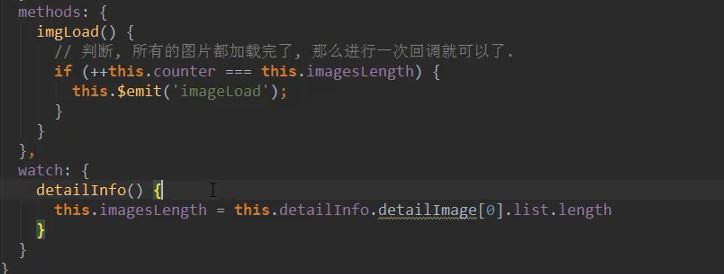 methods: {
imgLoad() {
// 判断, 所有的图片都加载完了, 那么进行一次回调就可以了.
if (++this.counter === this.imagesLength) {
this.$emit('imageLoad');
}
}
},
watch: {
detailInfo() {
this.imagesLength = this.detailInfo.detailImage[0].list.length
}
}
}